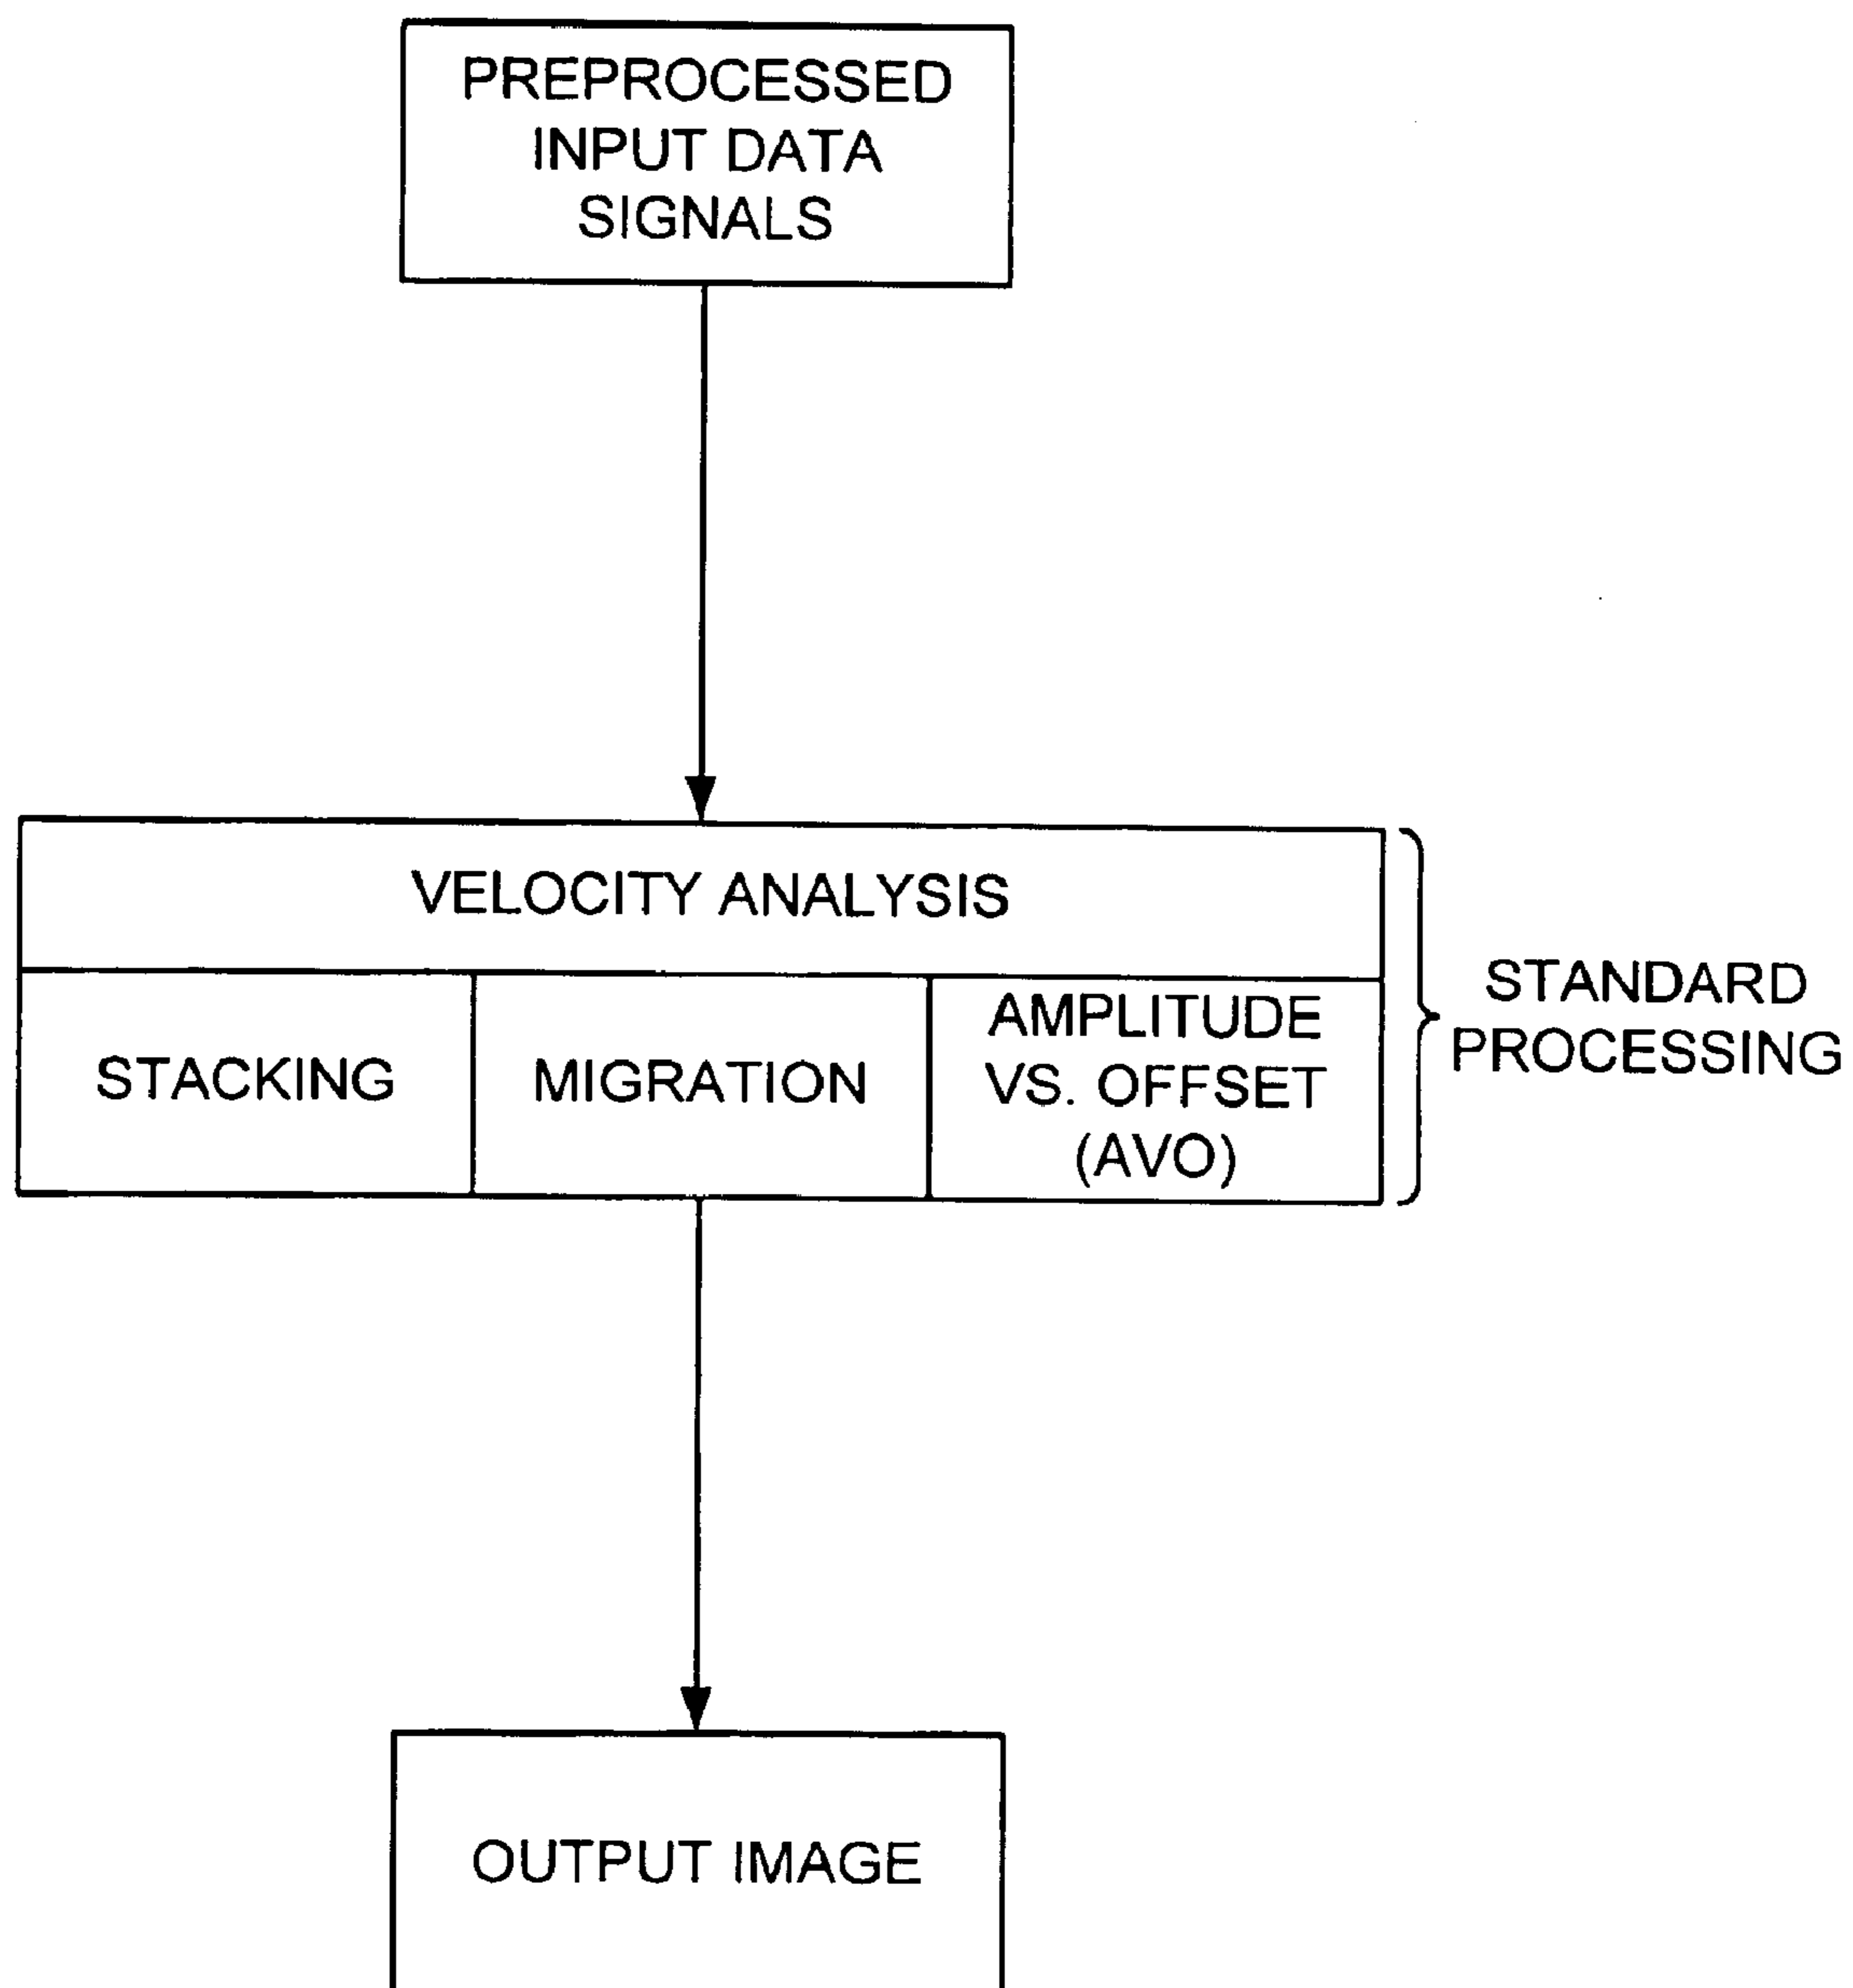 PREPROCESSED
INPUT DATA
SIGNALS
VELOCITY ANALYSIS
STACKING
MIGRATION
AMPLITUDE
VS. OFFSET
(AVO)
STANDARD
PROCESSING
OUTPUT IMAGE